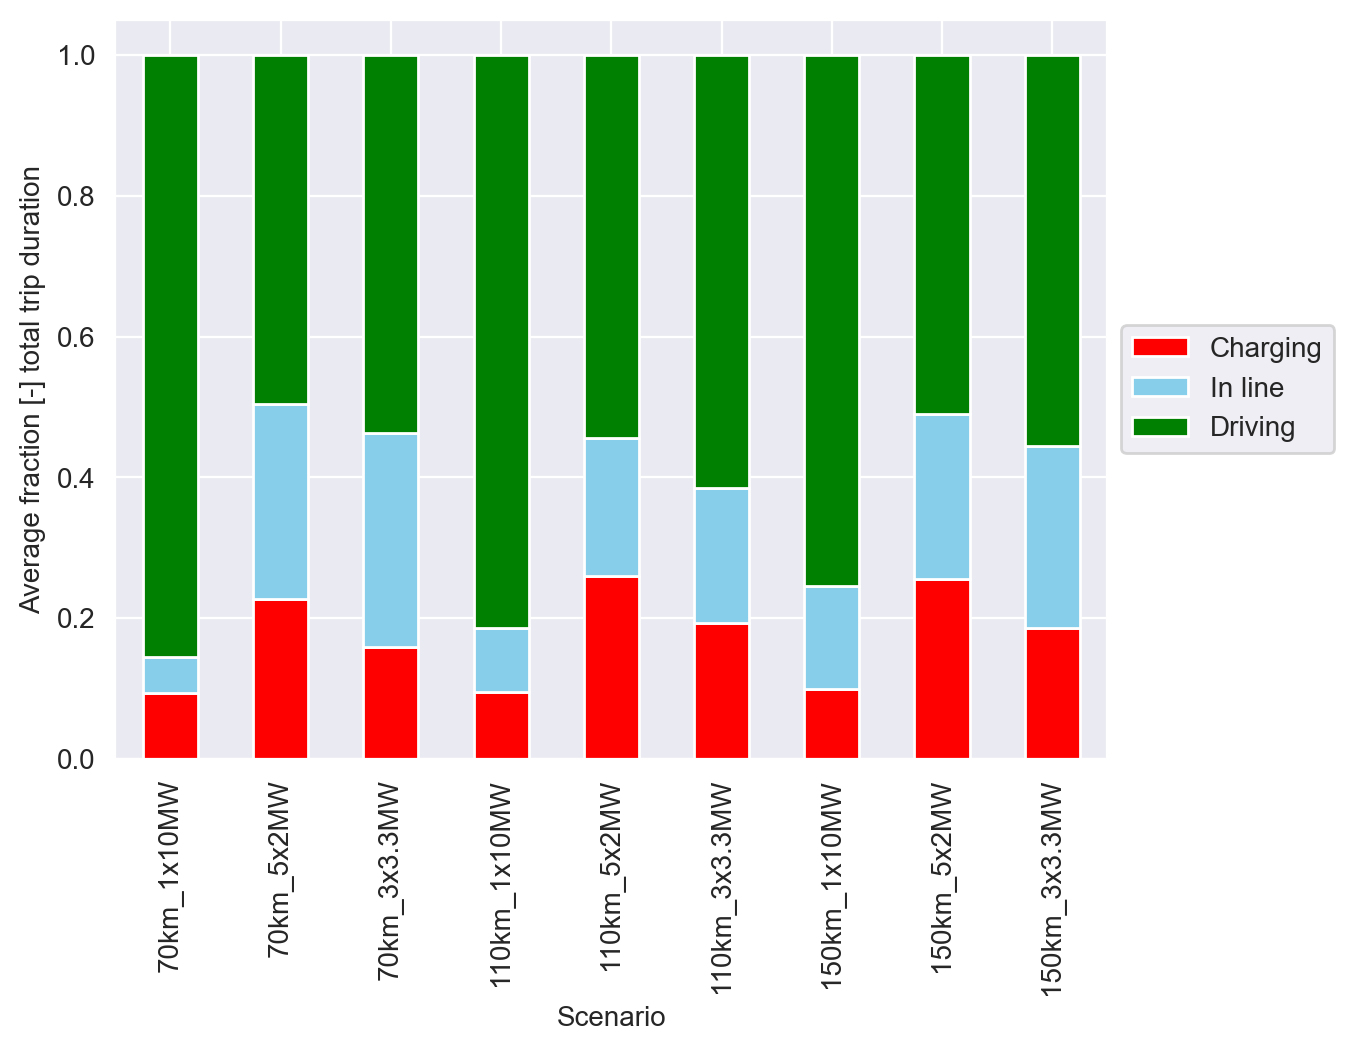 Average fraction [-] total trip duration
1.0
0.8
0.6
0.4
0.2
0.0
70km_1x10MW
70km_5x2MW
70km_3x3.3MW
110km_1x10MW
110km_5x2MW
110km_3x3.3MW
150km_1x10MW
150km_5x2MW
150km_3x3.3MW
Scenario
Charging
In line
Driving